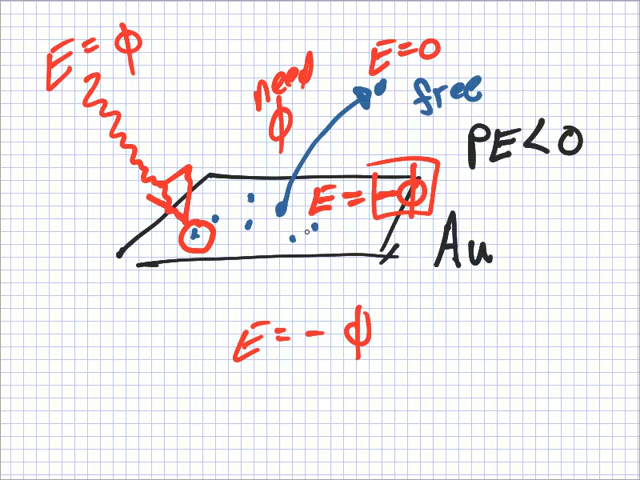 E = ϕ
need
ϕ
E=0
free
PE<0
E = -ϕ
Au
E = - ϕ